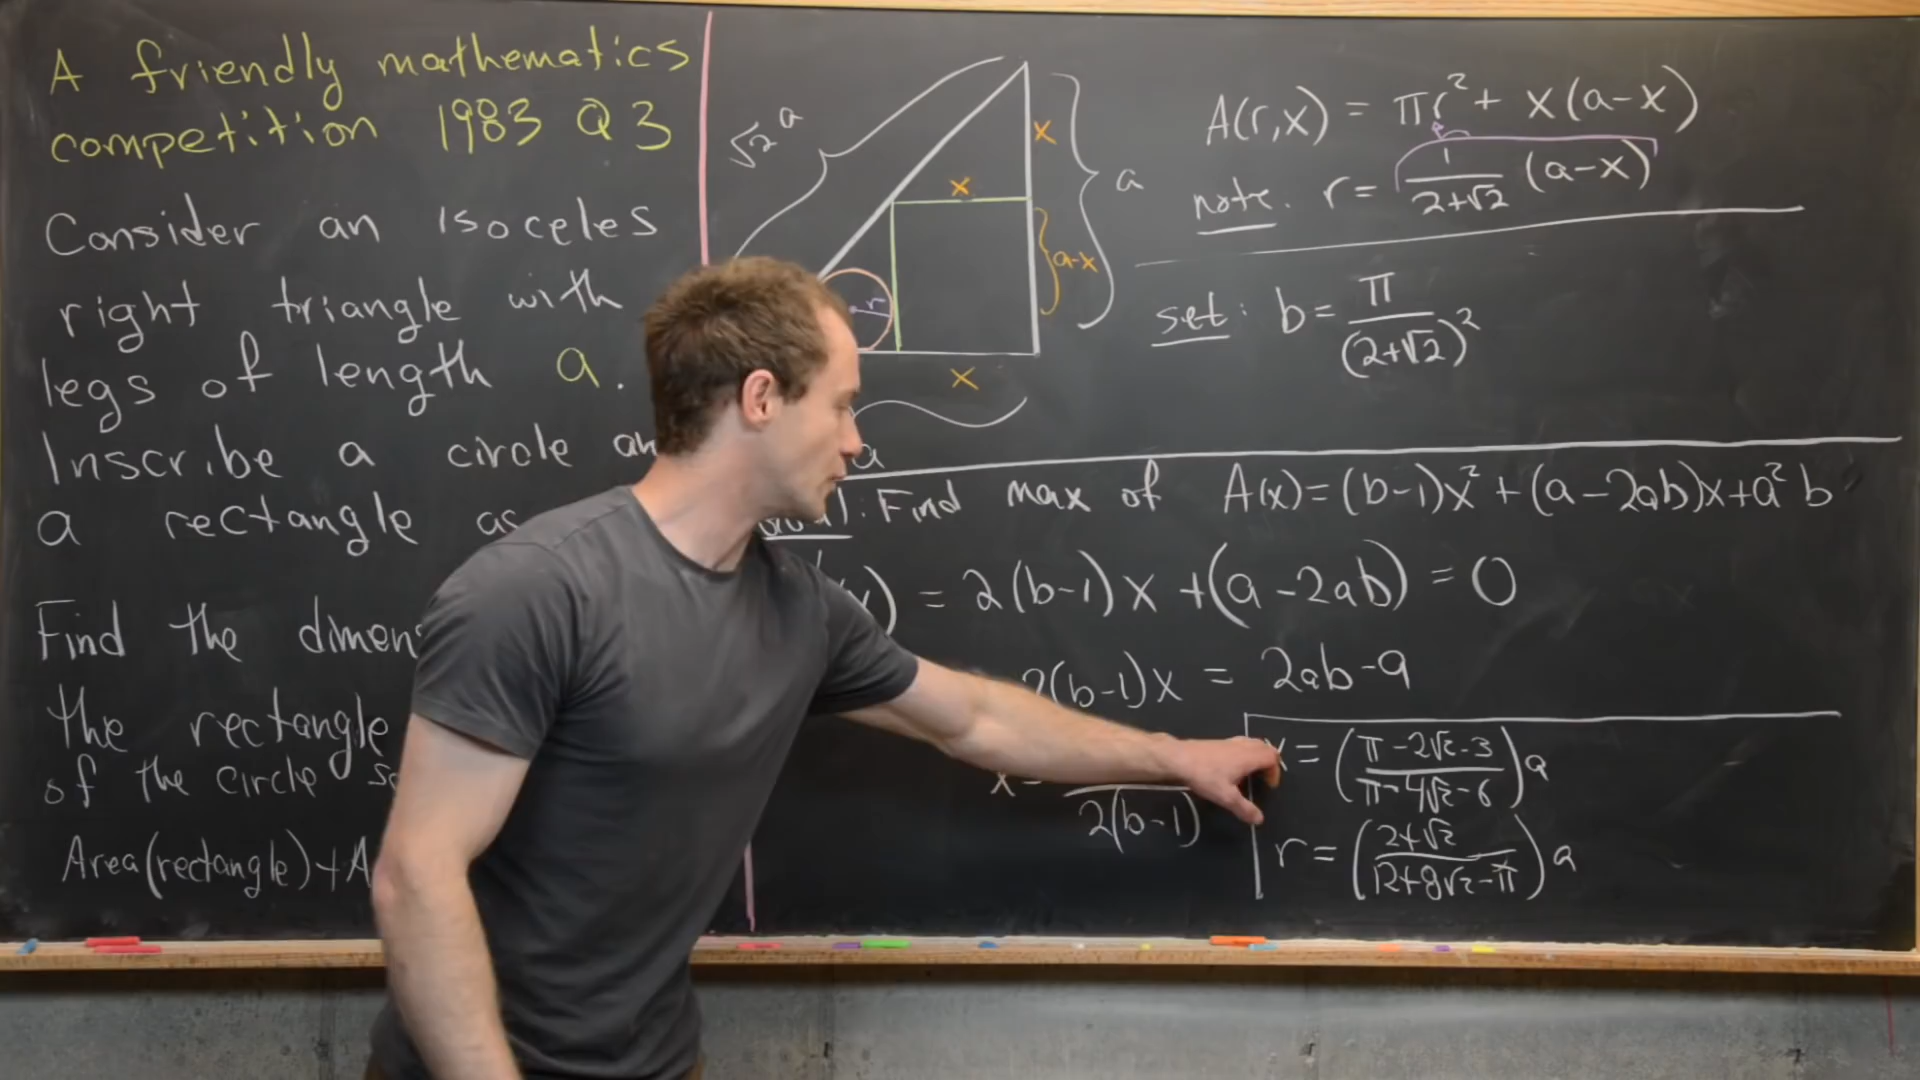 A friendly mathematics
competition 1983 Q3
Consider an isoceles
right triangle with
legs of length a.
Inscribe a circle
a rectangle as
Find the
the rectangle
of the circle
Area(rectangle)+A
√2 a
x
a
x
a-x
r
x
a
A(r,x) = πr² + x(a-x)
note. r = 1/(2+√2) (a-x)
set: b = π/(2+√2)²
: Find max of A(x)=(b-1)x²+(a-2ab)x+a²b
= 2(b-1)x+(a-2ab)=0
2(b-1)x = 2ab-a
x=
2(b-1)
x = ((π-2√2-3)/(π-4√2-6))a
r = ((2+√2)/(12+8√2-π))a